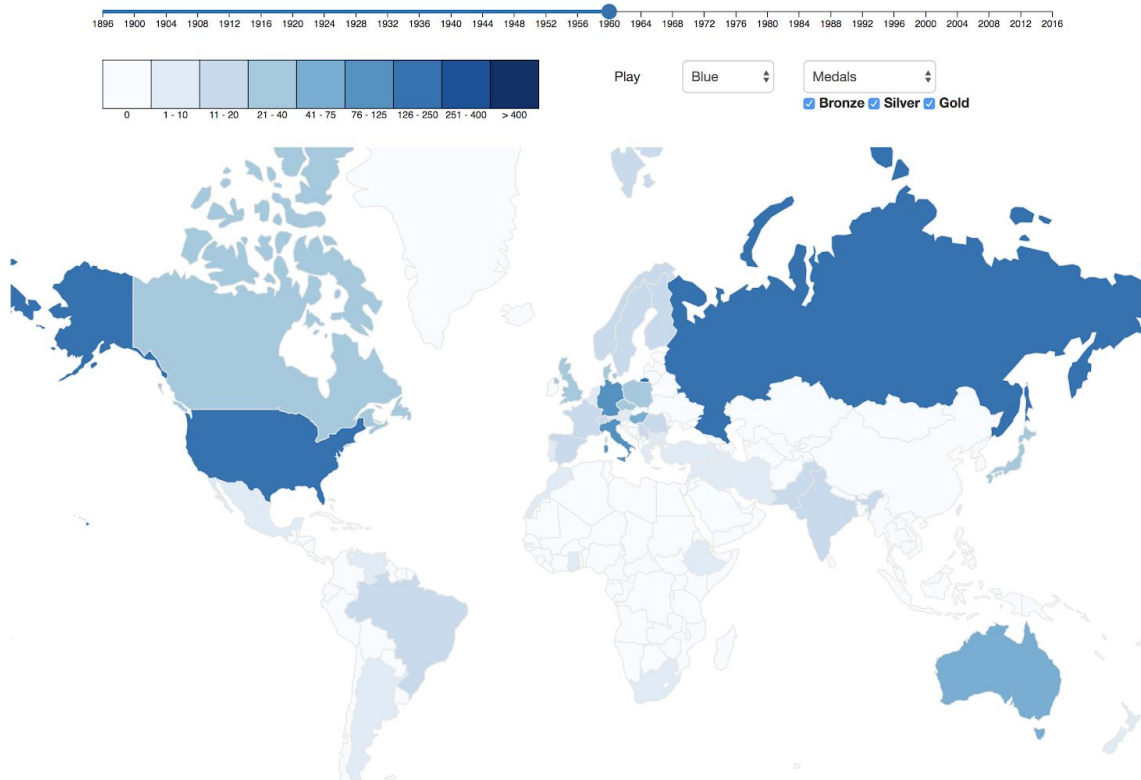 1896 1900 1904 1908 1912 1916 1920 1924 1928 1932 1936 1940 1944 1948 1952 1956 1960 1964 1968 1972 1976 1980 1984 1988 1992 1996 2000 2004 2008 2012 2016
Play Blue Medals
0 1 - 10 11 - 20 21 - 40 41 - 75 76 - 125 126 - 250 251 - 400 > 400
Bronze Silver Gold